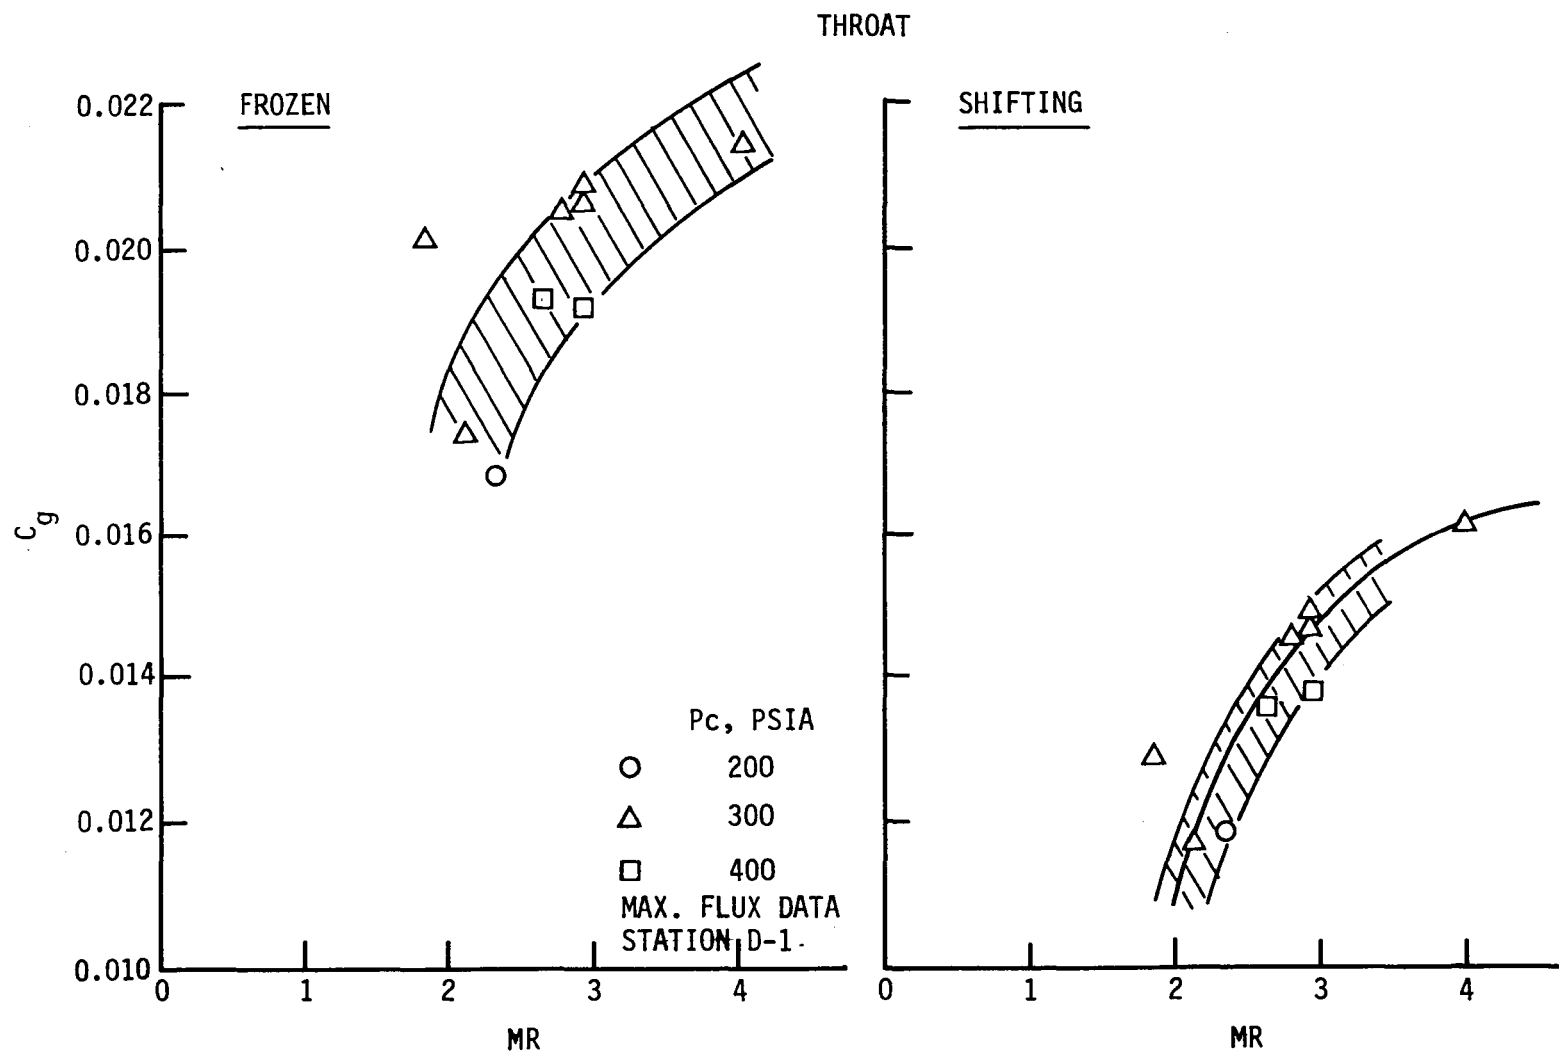 THROAT
FROZEN
0.022
0.020
0.018
0.016
0.014
0.012
0.010
Cg
0
1
2
3
4
MR
Pc, PSIA
200
300
400
MAX. FLUX DATA
STATION D-1
SHIFTING
0
1
2
3
4
MR